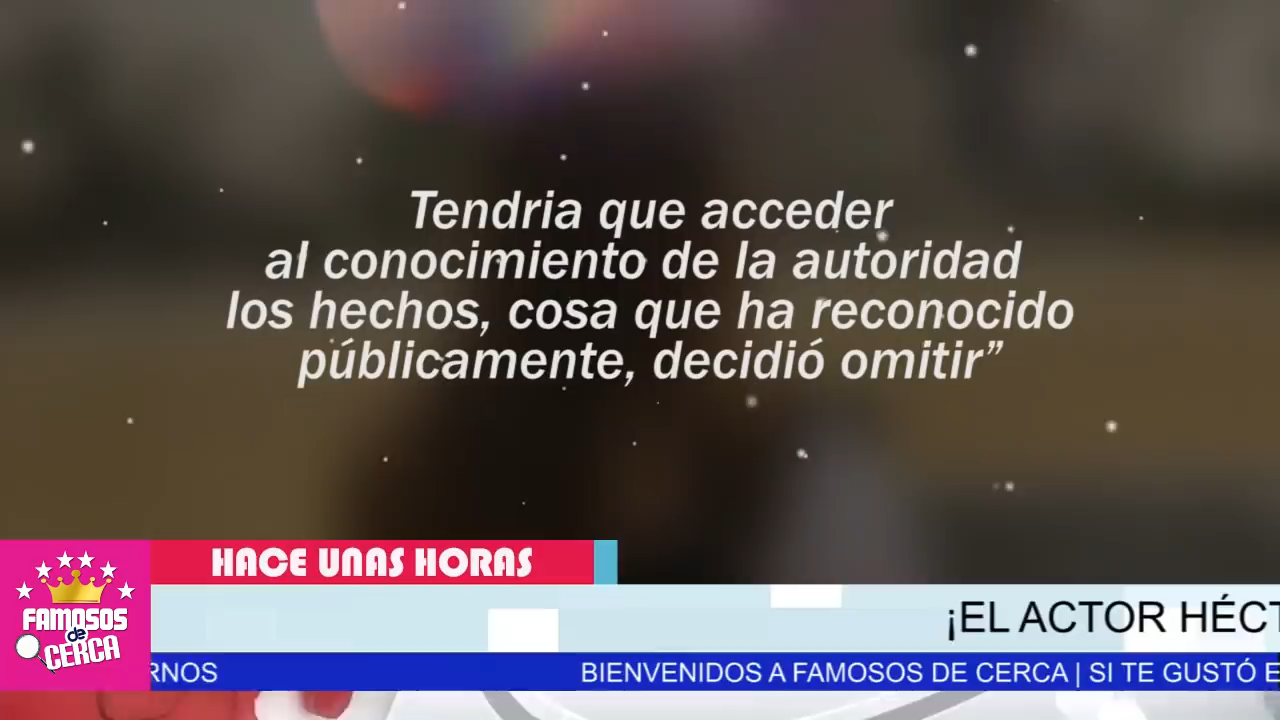 Tendria que acceder
al conocimiento de la autoridad
los hechos, cosa que ha reconocido
públicamente, decidió omitir”
HACE UNAS HORAS
FAMOSOS
de
CERCA
¡EL ACTOR HÉCT
RNOS
BIENVENIDOS A FAMOSOS DE CERCA | SI TE GUSTÓ E